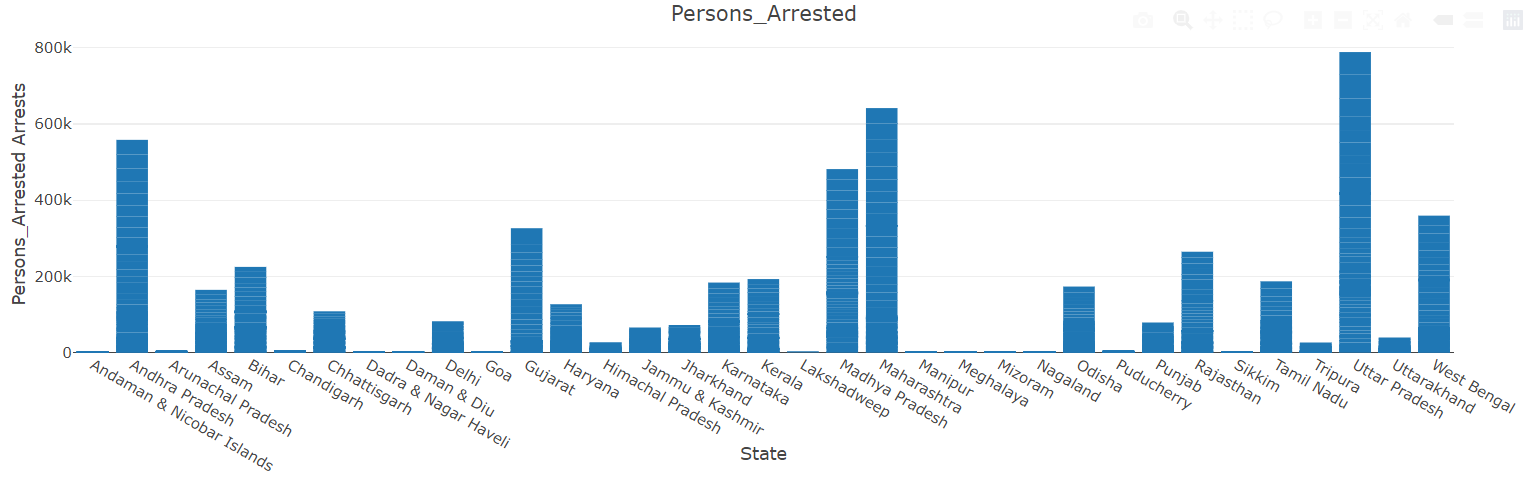 Persons_Arrested
Persons_Arrested Arrests
800k
600k
400k
200k
0
Andaman & Nicobar Islands
Andhra Pradesh
Arunachal Pradesh
Assam
Bihar
Chandigarh
Chhattisgarh
Dadra & Nagar Haveli
Daman & Diu
Delhi
Goa
Gujarat
Haryana
Himachal Pradesh
Jammu & Kashmir
Jharkhand
Karnataka
Kerala
Lakshadweep
Madhya Pradesh
Maharashtra
Manipur
Meghalaya
Mizoram
Nagaland
Odisha
Puducherry
Punjab
Rajasthan
Sikkim
Tamil Nadu
Tripura
Uttar Pradesh
Uttarakhand
West Bengal
State